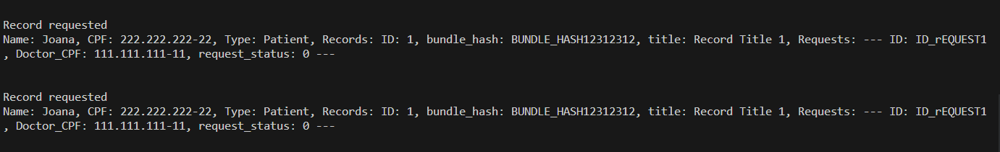 Record requested
Name: Joana, CPF: 222.222.222-22, Type: Patient, Records: ID: 1, bundle_hash: BUNDLE_HASH12312312, title: Record Title 1, Requests: --- ID: ID_rEQUEST1
, Doctor_CPF: 111.111.111-11, request_status: 0 ---
Record requested
Name: Joana, CPF: 222.222.222-22, Type: Patient, Records: ID: 1, bundle_hash: BUNDLE_HASH12312312, title: Record Title 1, Requests: --- ID: ID_rEQUEST1
, Doctor_CPF: 111.111.111-11, request_status: 0 ---